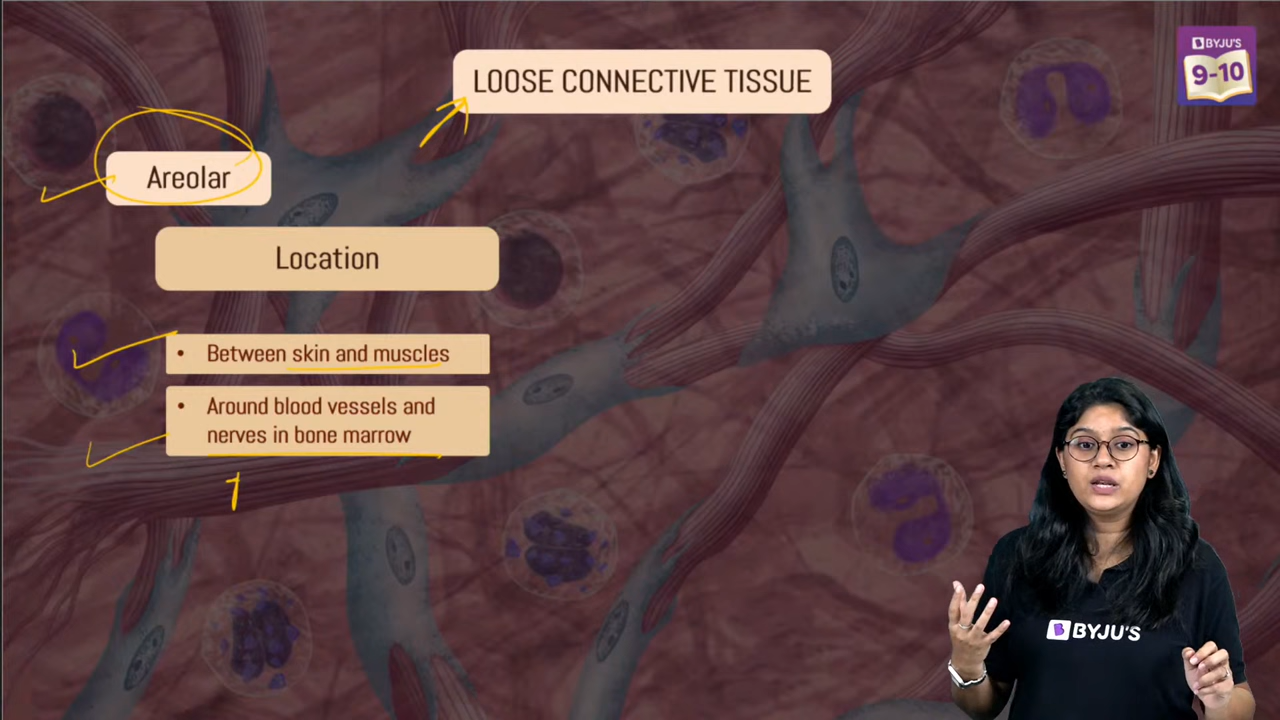 LOOSE CONNECTIVE TISSUE
BYJU'S
9-10
Areolar
Location
• Between skin and muscles
• Around blood vessels and
nerves in bone marrow
BYJU'S